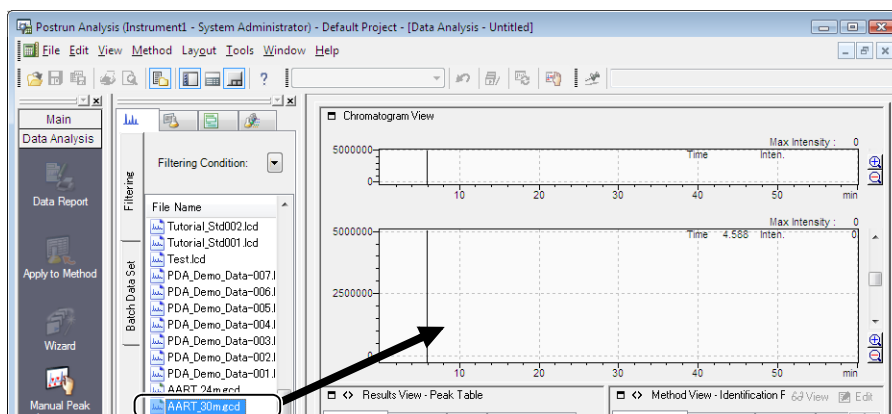 Postrun Analysis (Instrument1 - System Administrator) - Default Project - [Data Analysis - Untitled]
File Edit View Method Layout Tools Window Help
Main
Data Analysis
Data Report
Apply to Method
Wizard
Manual Peak
Filtering
Batch Data Set
Filtering Condition:
File Name
Tutorial_Std002.lcd
Tutorial_Std001.lcd
Test.lcd
PDA_Demo_Data-007.l
PDA_Demo_Data-006.l
PDA_Demo_Data-005.l
PDA_Demo_Data-004.l
PDA_Demo_Data-003.l
PDA_Demo_Data-002.l
PDA_Demo_Data-001.l
AART_24m.gcd
AART_30m.gcd
Chromatogram View
Max Intensity : 0
5000000
Time Inten.
0
10 20 30 40 50 min
Max Intensity : 0
5000000
Time 4.588 Inten. 0
2500000
0
10 20 30 40 50 min
Results View - Peak Table
Method View - Identification F View Edit